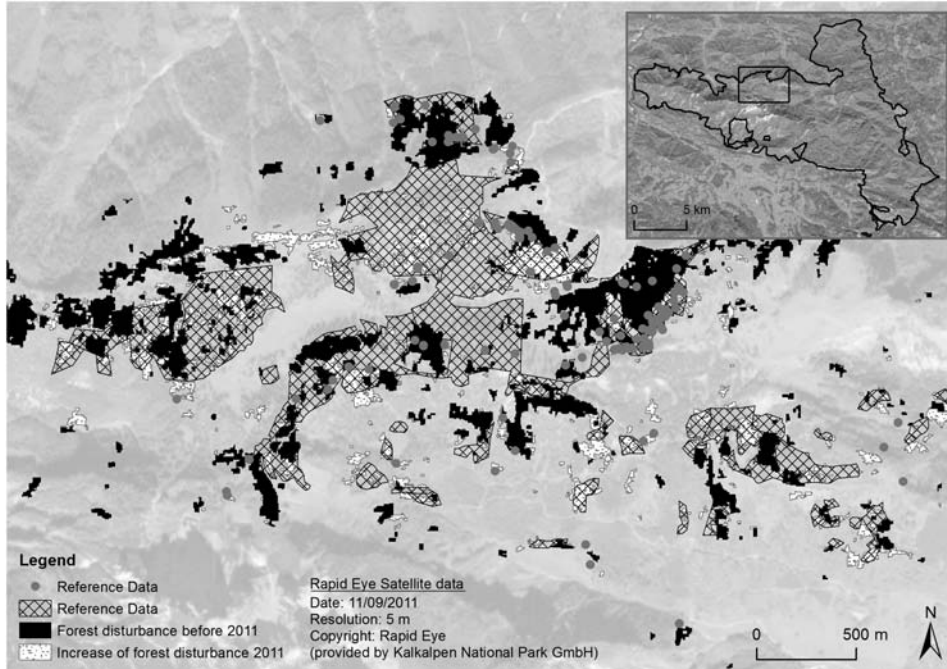 0 5 km
Legend
Reference Data
Reference Data
Forest disturbance before 2011
Increase of forest disturbance 2011
Rapid Eye Satellite data
Date: 11/09/2011
Resolution: 5 m
Copyright: Rapid Eye
(provided by Kalkalpen National Park GmbH)
N
0 500 m